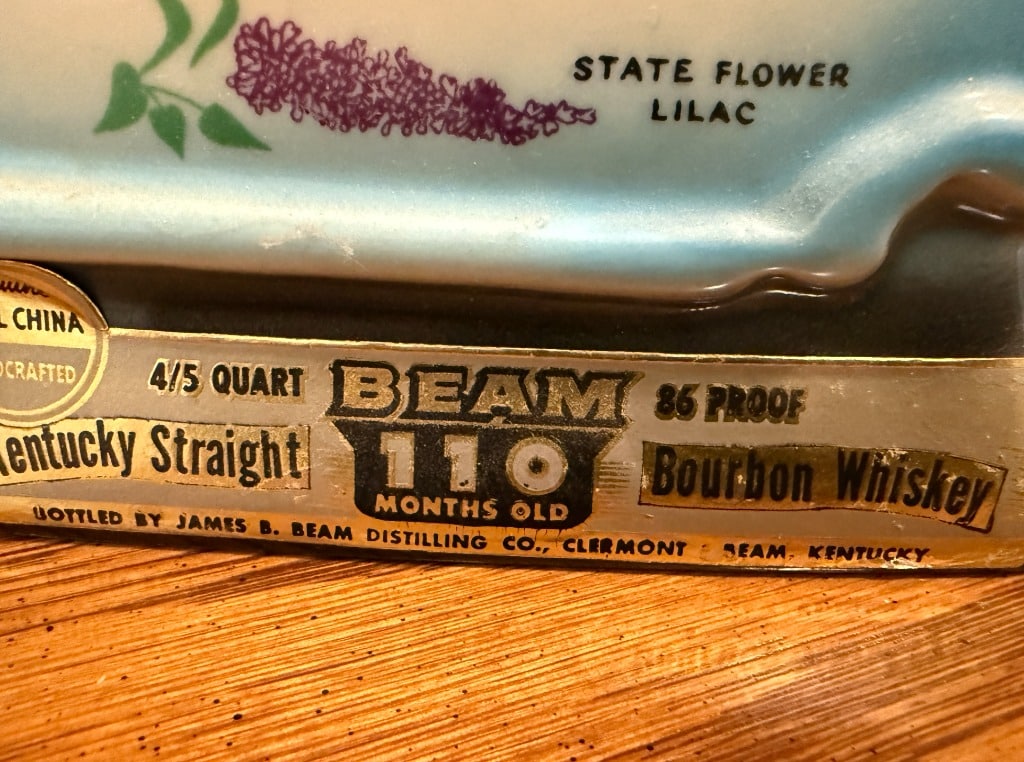 STATE FLOWER
LILAC
CHINA
4/5 QUART
BEAM
86 PROOF
Kentucky Straight
110
Bourbon Whiskey
MONTHS OLD
BOTTLED BY JAMES B. BEAM DISTILLING CO., CLERMONT BEAM, KENTUCKY